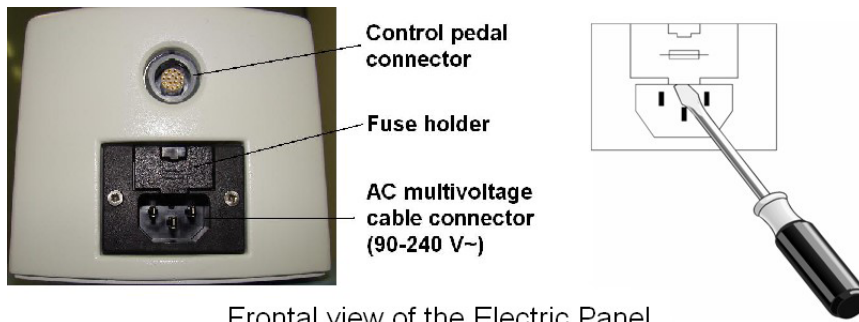 Control pedal
connector
Fuse holder
AC multivoltage
cable connector
(90-240 V~)
Frontal view of the Electric Panel